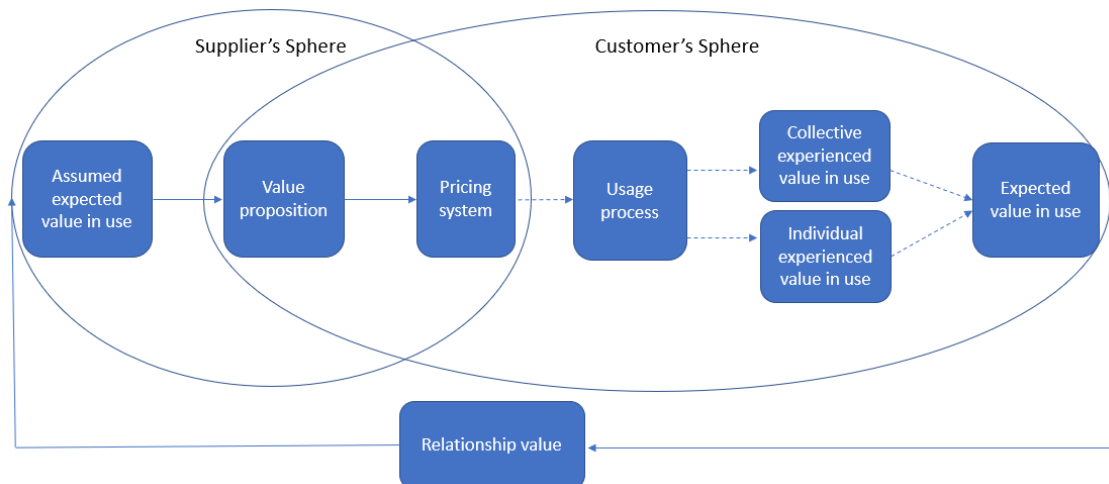 Supplier's Sphere
Customer's Sphere
Assumed
expected
value in use
Value
proposition
Pricing
system
Usage
process
Collective
experienced
value in use
Individual
experienced
value in use
Expected
value in use
Relationship value